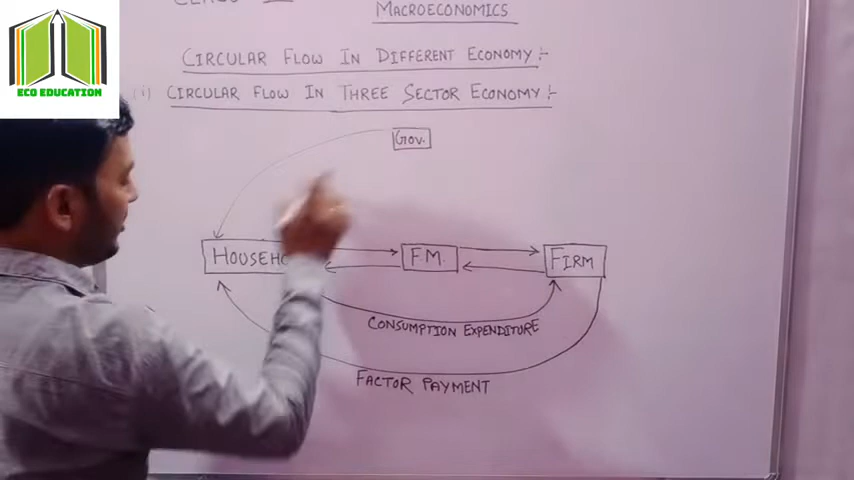 MACROECONOMICS
CIRCULAR FLOW IN DIFFERENT ECONOMY:-
(i) CIRCULAR FLOW IN THREE SECTOR ECONOMY:-
ECO EDUCATION
GOV.
F.M.
FIRM
CONSUMPTION EXPENDITURE
FACTOR PAYMENT